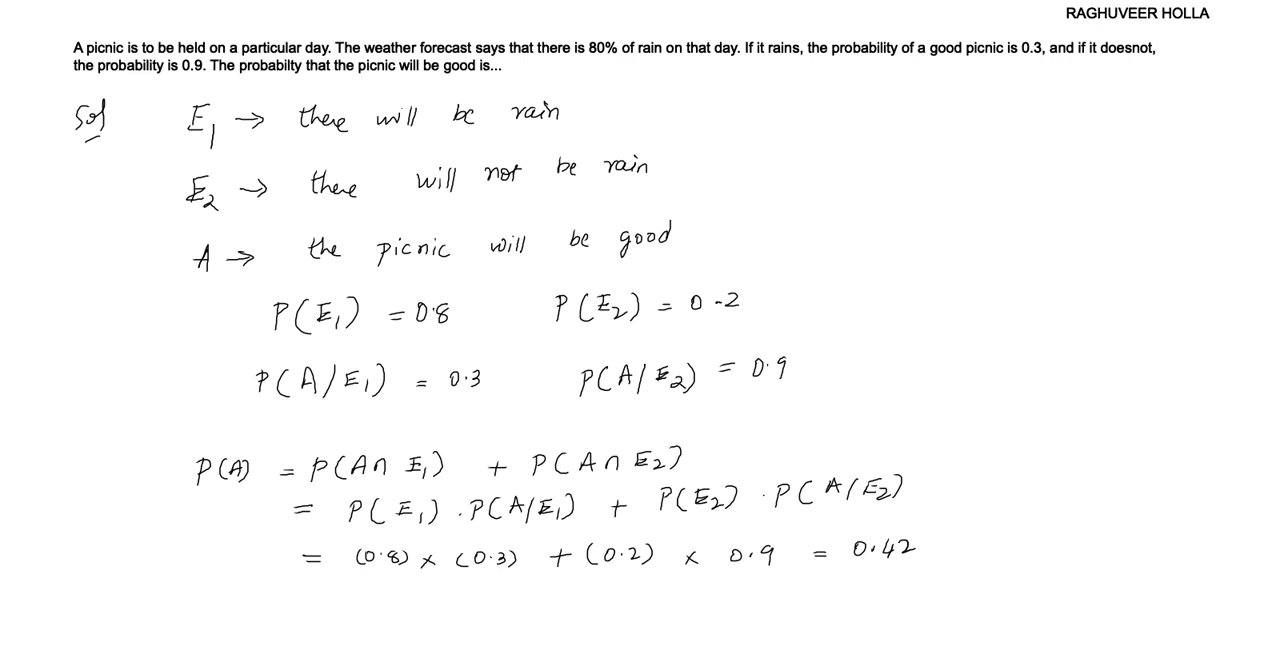 RAGHUVEER HOLLA
A picnic is to be held on a particular day. The weather forecast says that there is 80% of rain on that day. If it rains, the probability of a good picnic is 0.3, and if it doesnot,
the probability is 0.9. The probabilty that the picnic will be good is...
Sol E₁ → there will be rain
E₂ → there will not be rain
A → the picnic will be good
P(E₁) = 0.8 P(E₂) = 0.2
P(A/E₁) = 0.3 P(A/E₂) = 0.9
P(A) = P(A∩E₁) + P(A∩E₂)
= P(E₁) . P(A/E₁) + P(E₂) . P(A/E₂)
= (0.8) × (0.3) + (0.2) × 0.9 = 0.42